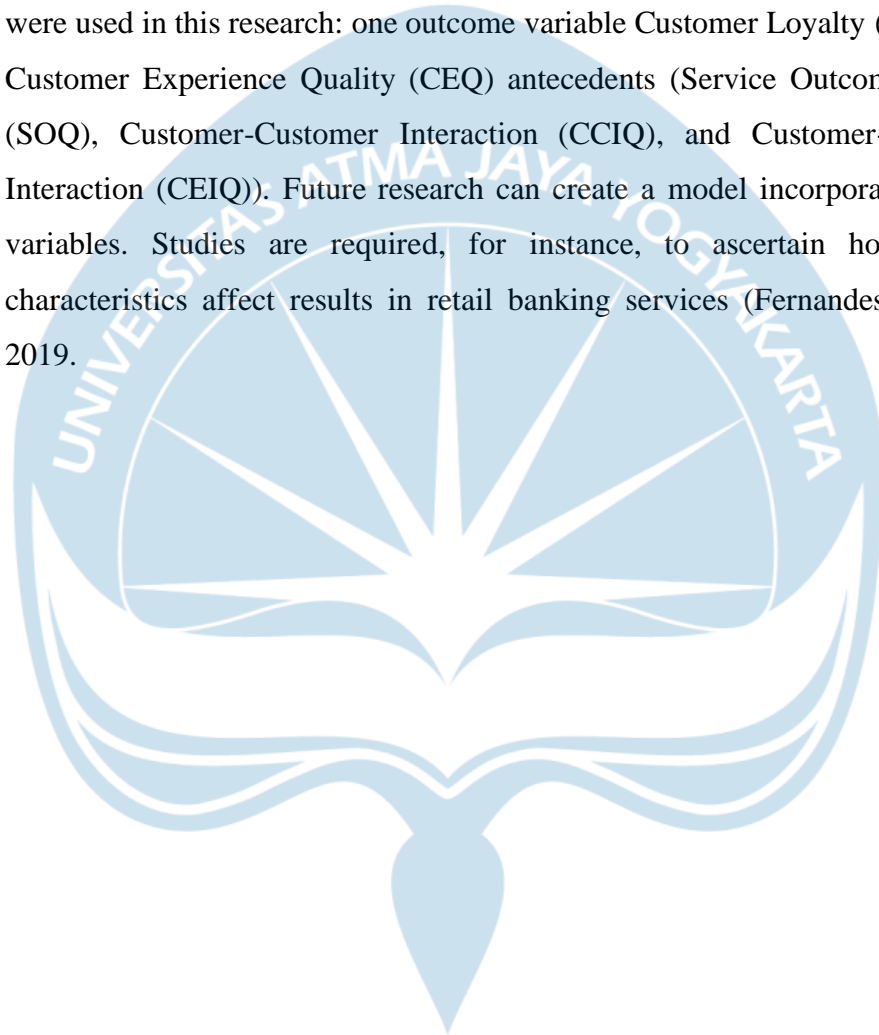 were used in this research: one outcome variable Customer Loyalty (
Customer Experience Quality (CEQ) antecedents (Service Outcon
(SOQ), Customer-Customer Interaction (CCIQ), and Customer-
Interaction (CEIQ)). Future research can create a model incorpora
variables. Studies are required, for instance, to ascertain ho
characteristics affect results in retail banking services (Fernandes
2019.
UNIVERSITAS ATMA JAYA YOGYAKARTA